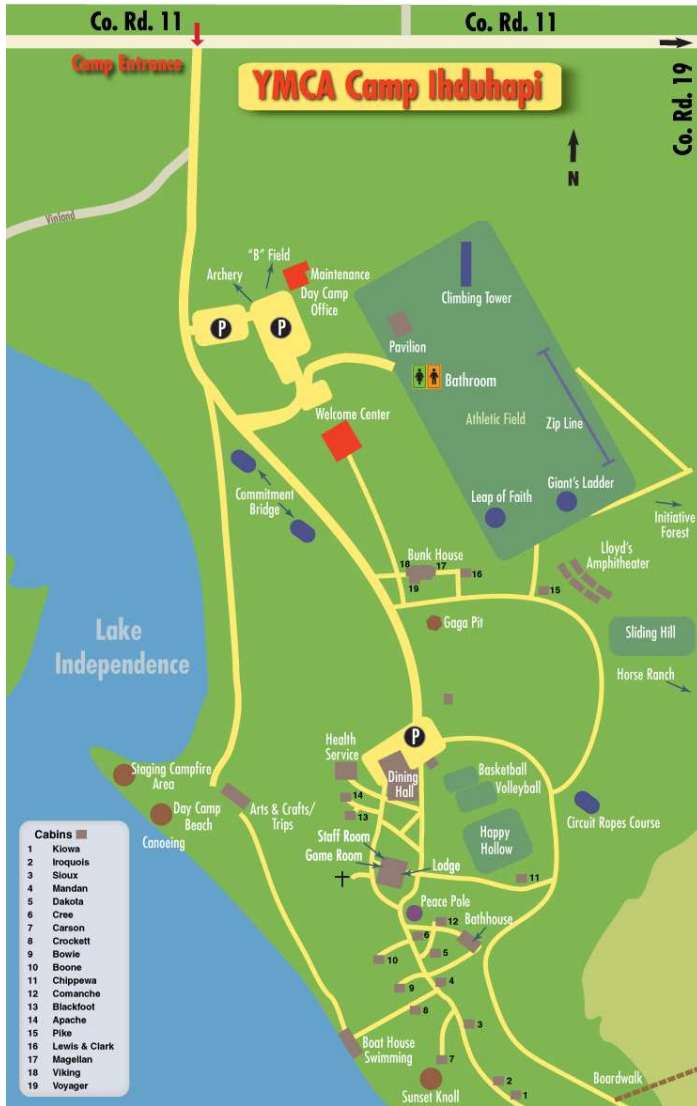 Co. Rd. 11
Co. Rd. 11
Camp Entrance
YMCA Camp Ihduhapi
Co. Rd. 19
N
Vinland
"B" Field
Archery
Maintenance
Day Camp
Office
Climbing Tower
P
P
Pavilion
Bathroom
Welcome Center
Athletic Field
Zip Line
Commitment
Bridge
Leap of Faith
Giant's Ladder
Initiative
Forest
Bunk House
18
17
19
16
15
Lloyd's
Amphitheater
Gaga Pit
Sliding Hill
Lake
Independence
Horse Ranch
P
Health
Service
Dining
Hall
Basketball
Volleyball
Staging Campfire
Area
14
13
Day Camp
Beach
Canoeing
Arts & Crafts/
Trips
Circuit Ropes Course
Happy
Hollow
Staff Room
Game Room
Lodge
11
Peace Pole
12
Bathhouse
6
5
10
4
9
8
3
Boat House
Swimming
7
Sunset Knoll
2
1
Boardwalk
Cabins
1 Kiowa
2 Iroquois
3 Sioux
4 Mandan
5 Dakota
6 Cree
7 Carson
8 Crockett
9 Bowie
10 Boone
11 Chippewa
12 Comanche
13 Blackfoot
14 Apache
15 Pike
16 Lewis & Clark
17 Magellan
18 Viking
19 Voyager